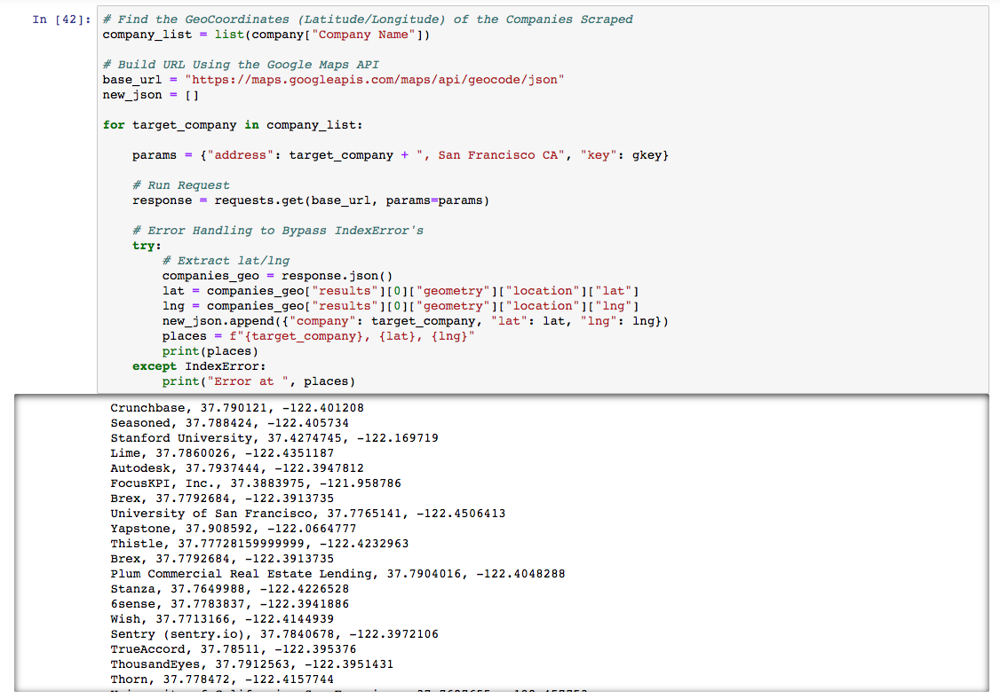 In [42]: # Find the GeoCoordinates (Latitude/Longitude) of the Companies Scraped
company_list = list(company["Company Name"])
# Build URL Using the Google Maps API
base_url = "https://maps.googleapis.com/maps/api/geocode/json"
new_json = []
for target_company in company_list:
    params = {"address": target_company + ", San Francisco CA", "key": gkey}
    # Run Request
    response = requests.get(base_url, params=params)
    # Error Handling to Bypass IndexError's
    try:
        # Extract lat/lng
        companies_geo = response.json()
        lat = companies_geo["results"][0]["geometry"]["location"]["lat"]
        lng = companies_geo["results"][0]["geometry"]["location"]["lng"]
        new_json.append({"company": target_company, "lat": lat, "lng": lng})
        places = f"{target_company}, {lat}, {lng}"
        print(places)
    except IndexError:
        print("Error at ", places)
Crunchbase, 37.790121, -122.401208
Seasoned, 37.788424, -122.405734
Stanford University, 37.4274745, -122.169719
Lime, 37.7860026, -122.4351187
Autodesk, 37.7937444, -122.3947812
FocusKPI, Inc., 37.3883975, -121.958786
Brex, 37.7792684, -122.3913735
University of San Francisco, 37.7765141, -122.4506413
Yapstone, 37.908592, -122.0664777
Thistle, 37.77728159999999, -122.4232963
Brex, 37.7792684, -122.3913735
Plum Commercial Real Estate Lending, 37.7904016, -122.4048288
Stanza, 37.7649988, -122.4226528
6sense, 37.7783837, -122.3941886
Wish, 37.7713166, -122.4144939
Sentry (sentry.io), 37.7840678, -122.3972106
TrueAccord, 37.78511, -122.395376
ThousandEyes, 37.7912563, -122.3951431
Thorn, 37.778472, -122.4157744